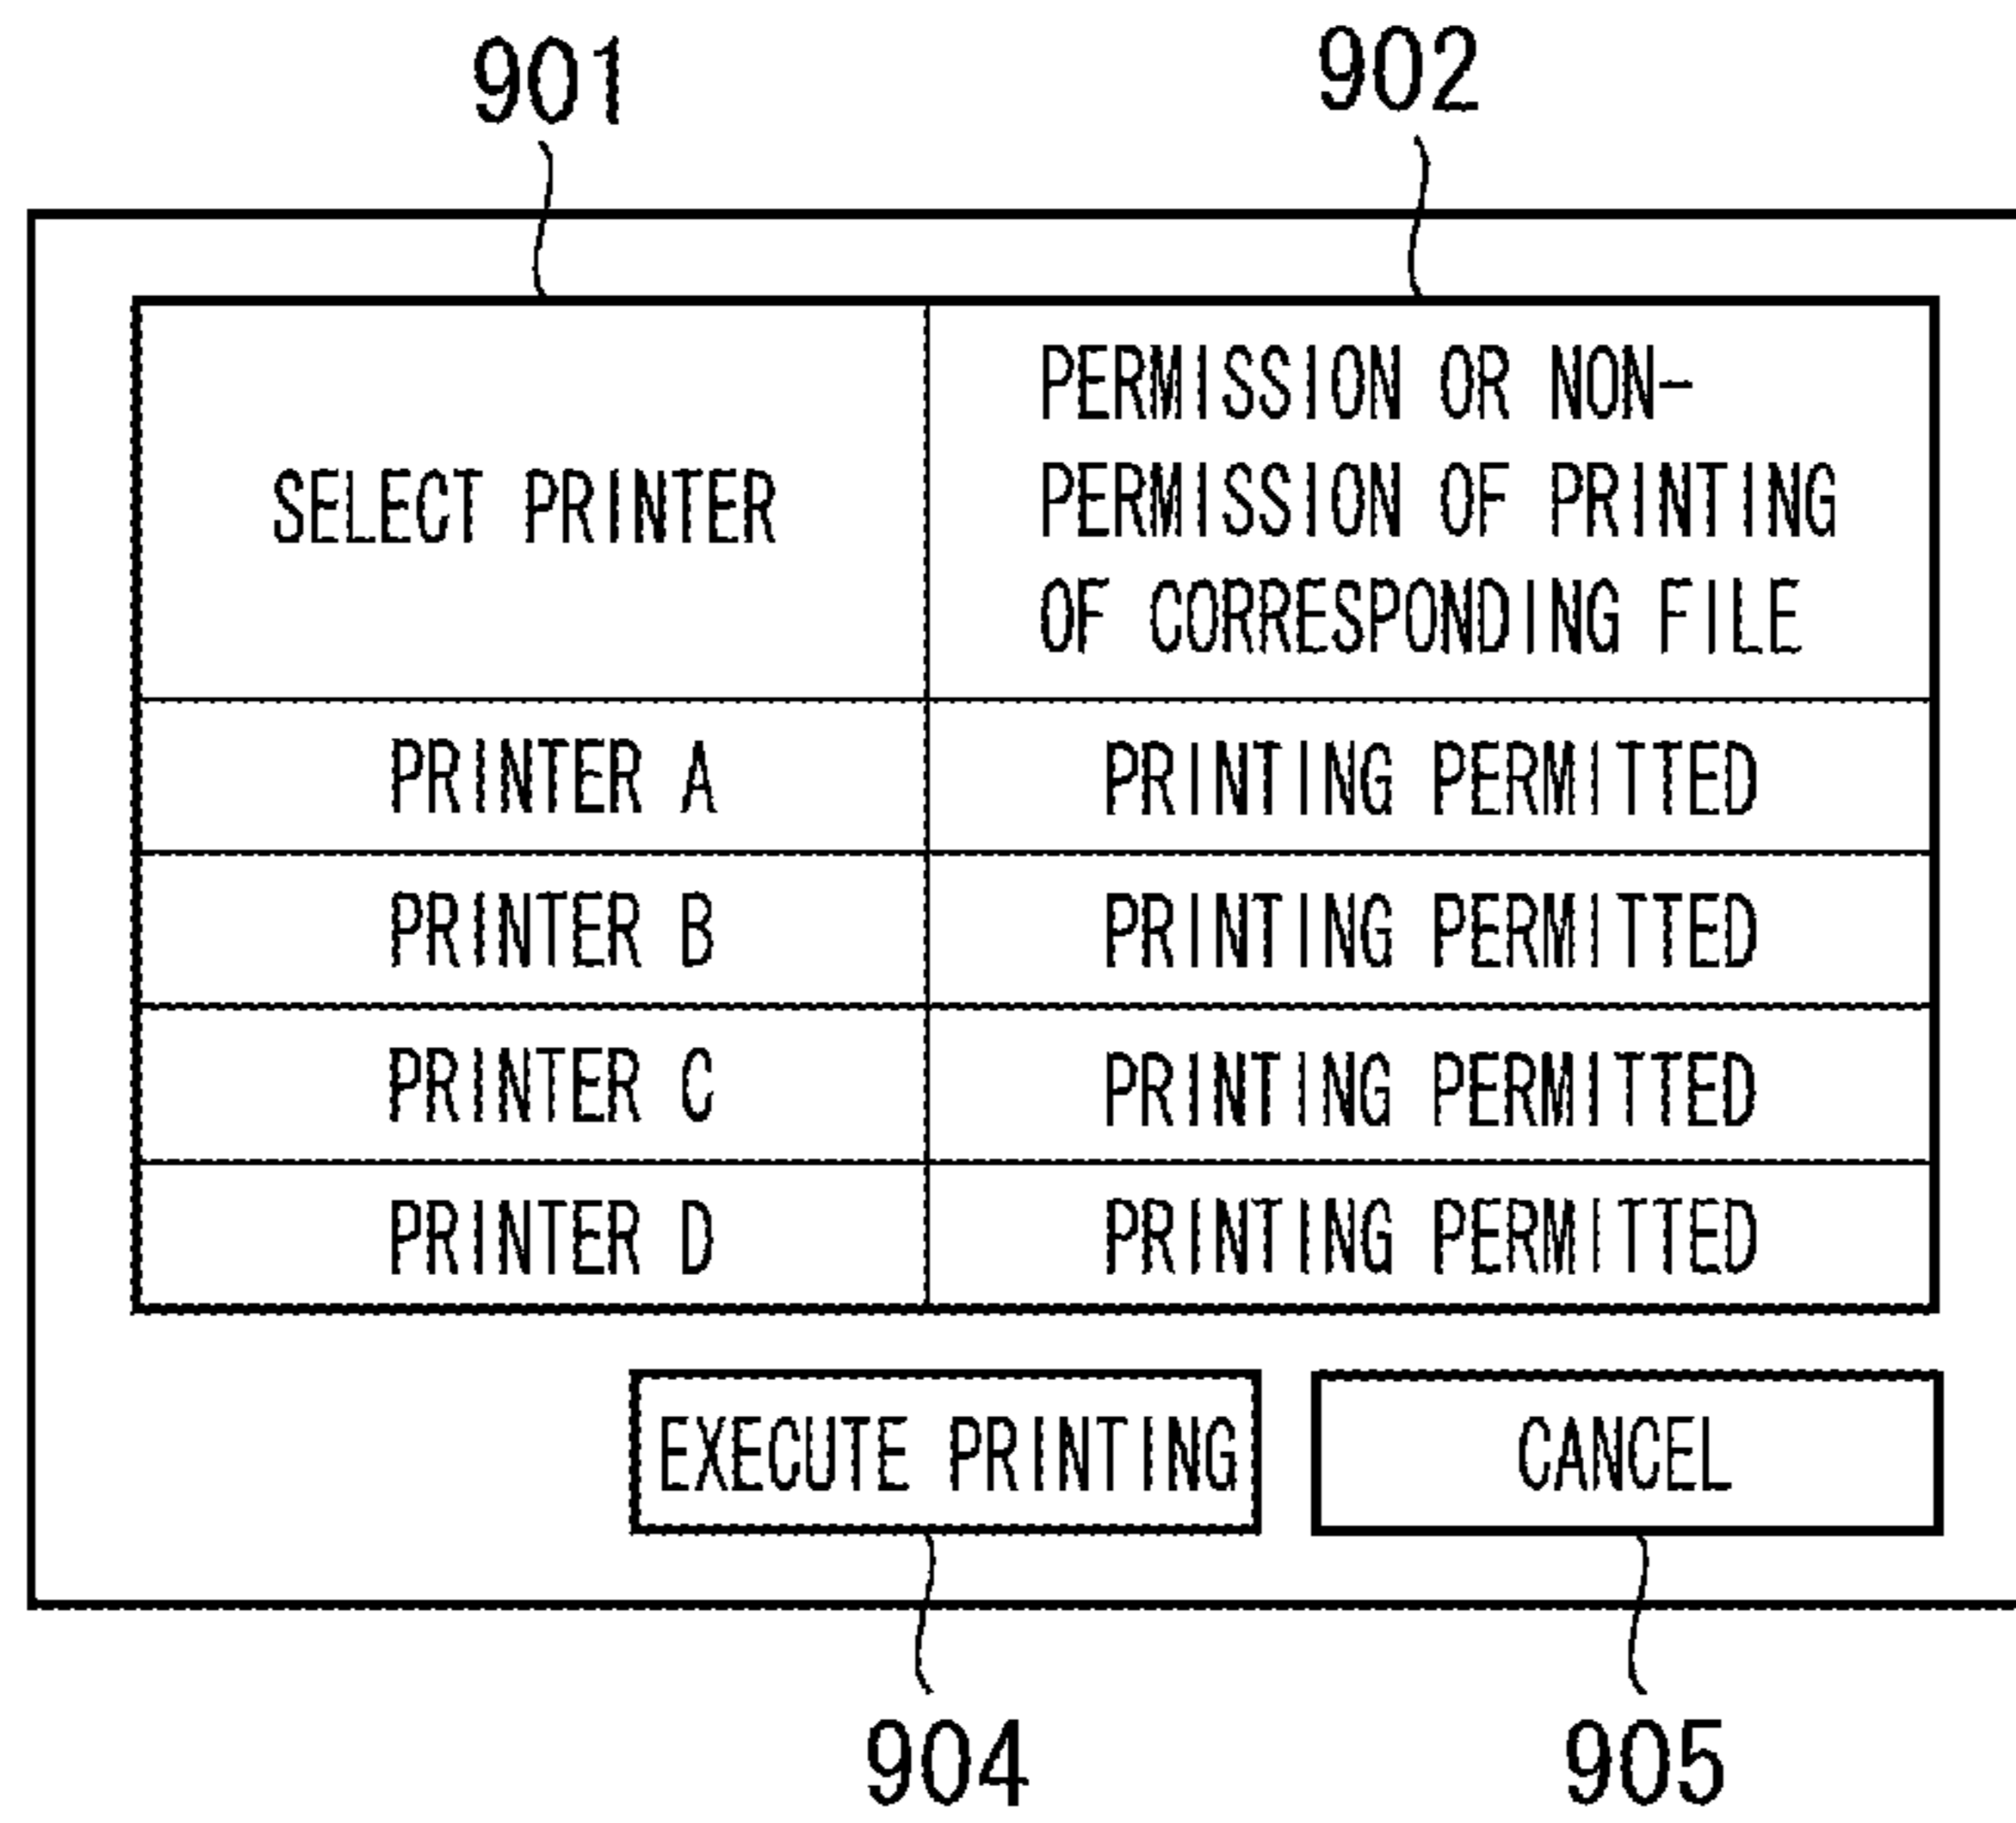 901
902
SELECT PRINTER
PERMISSION OR NON-
PERMISSION OF PRINTING
OF CORRESPONDING FILE
PRINTER A
PRINTING PERMITTED
PRINTER B
PRINTING PERMITTED
PRINTER C
PRINTING PERMITTED
PRINTER D
PRINTING PERMITTED
EXECUTE PRINTING
CANCEL
904
905